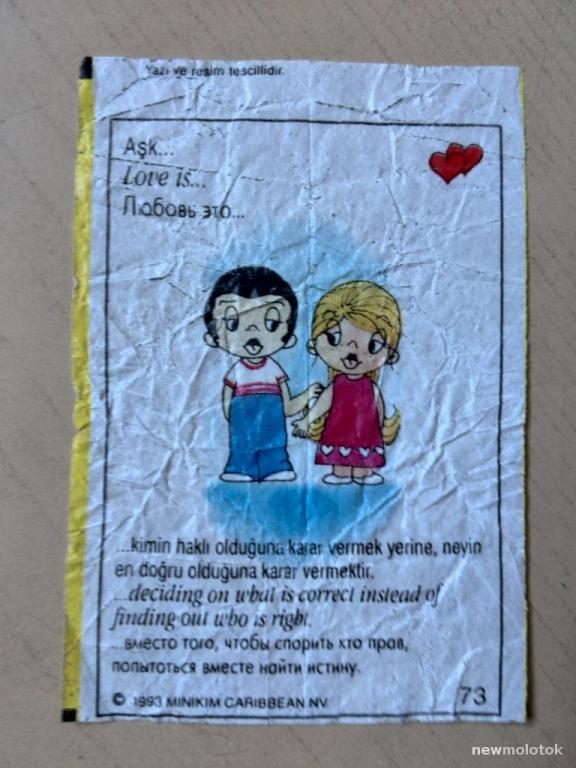 Yazı ve resim tescillidir.
Aşk...
Love is...
Любовь это...
...kimin haklı olduğuna karar vermek yerine, neyin
en doğru olduğuna karar vermektir.
...deciding on what is correct instead of
finding out who is right.
...вместо того, чтобы спорить кто прав,
попытаться вместе найти истину.
© 1993 MINIKIM CARIBBEAN NV
73
newmolotok